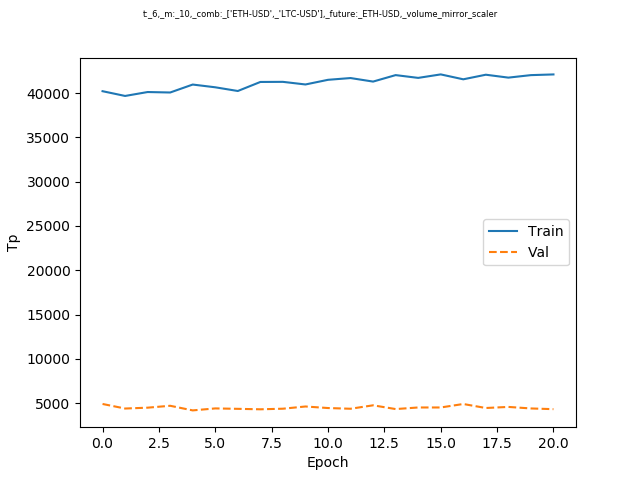 t:_6,_m:_10,_comb:_['ETH-USD',_'LTC-USD'],_future:_ETH-USD,_volume_mirror_scaler
40000
35000
30000
25000
20000
15000
10000
5000
Tp
Train
Val
0.0 2.5 5.0 7.5 10.0 12.5 15.0 17.5 20.0
Epoch